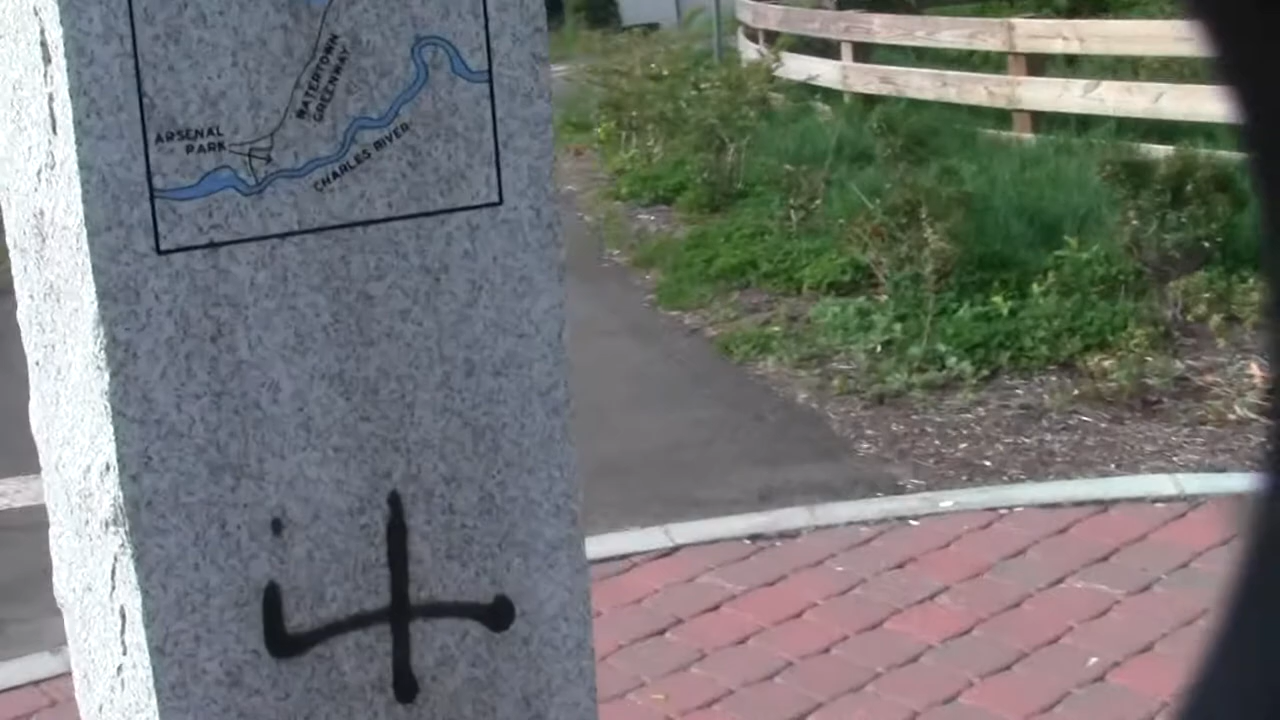 WATERTOWN
GREENWAY
ARSENAL
PARK
CHARLES RIVER